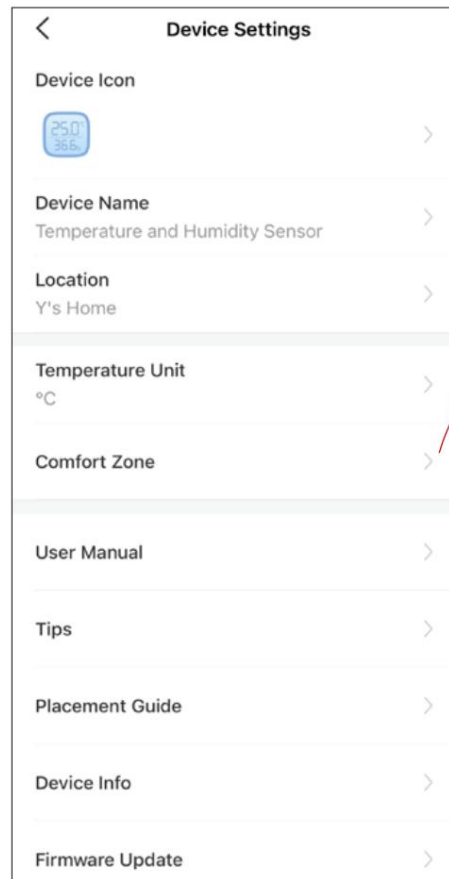 Device Settings
Device Icon
25.0
36.6
Device Name
Temperature and Humidity Sensor
Location
Y's Home
Temperature Unit
°C
Comfort Zone
User Manual
Tips
Placement Guide
Device Info
Firmware Update